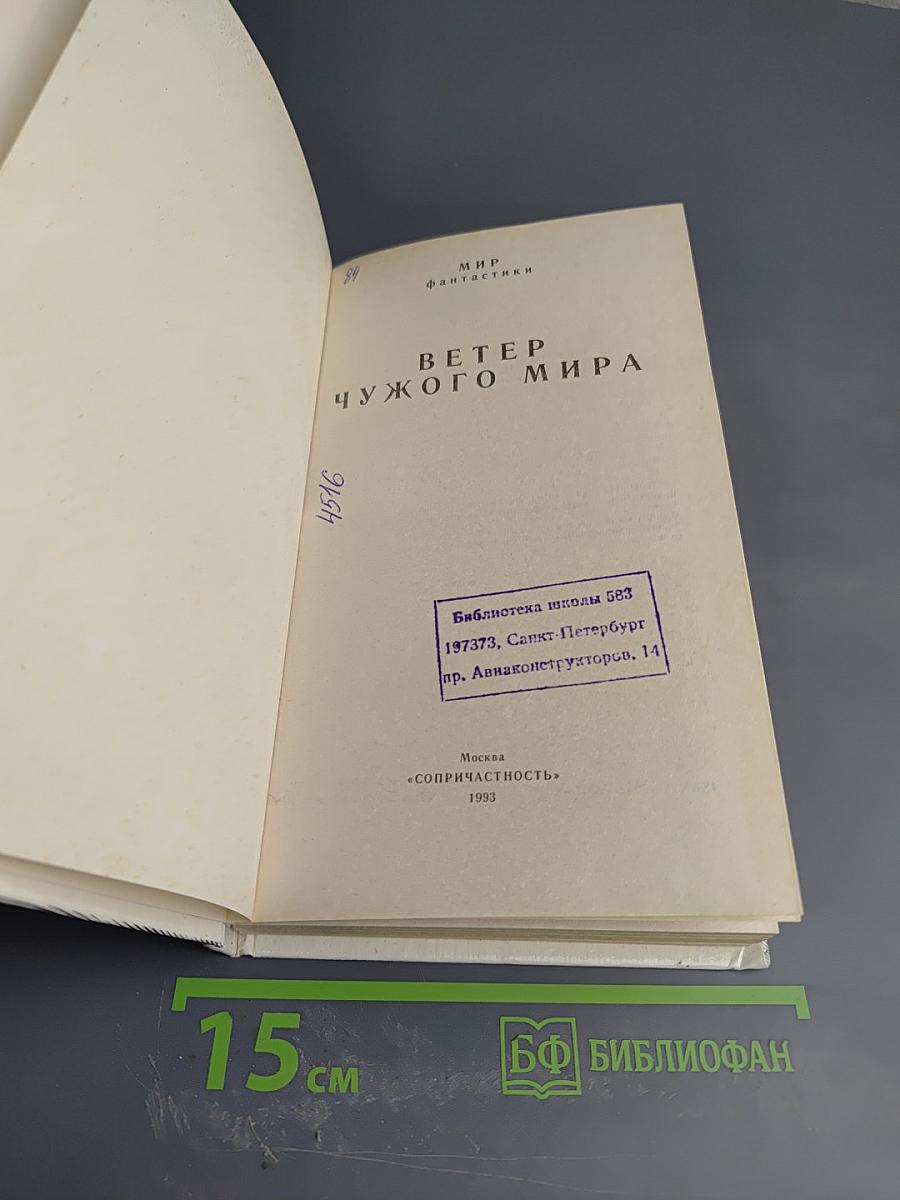 84
МИР
фантастики
ВЕТЕР
ЧУЖОГО МИРА
4516
Библиотека школы 583
197373, Санкт-Петербург
пр. Авиаконструкторов, 14
Москва
«СОПРИЧАСТНОСТЬ»
1993
15 см
БФ БИБЛИОФАН